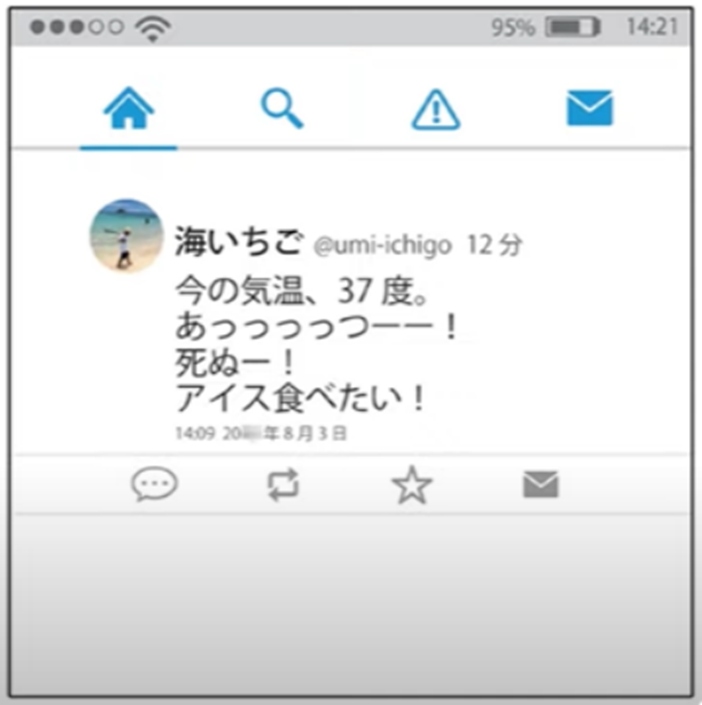 95% 14:21
海いちご @umi-ichigo 12分
今の気温、37度。
あっっっっつーー！
死ぬー！
アイス食べたい！
14:09 20 年8月3日